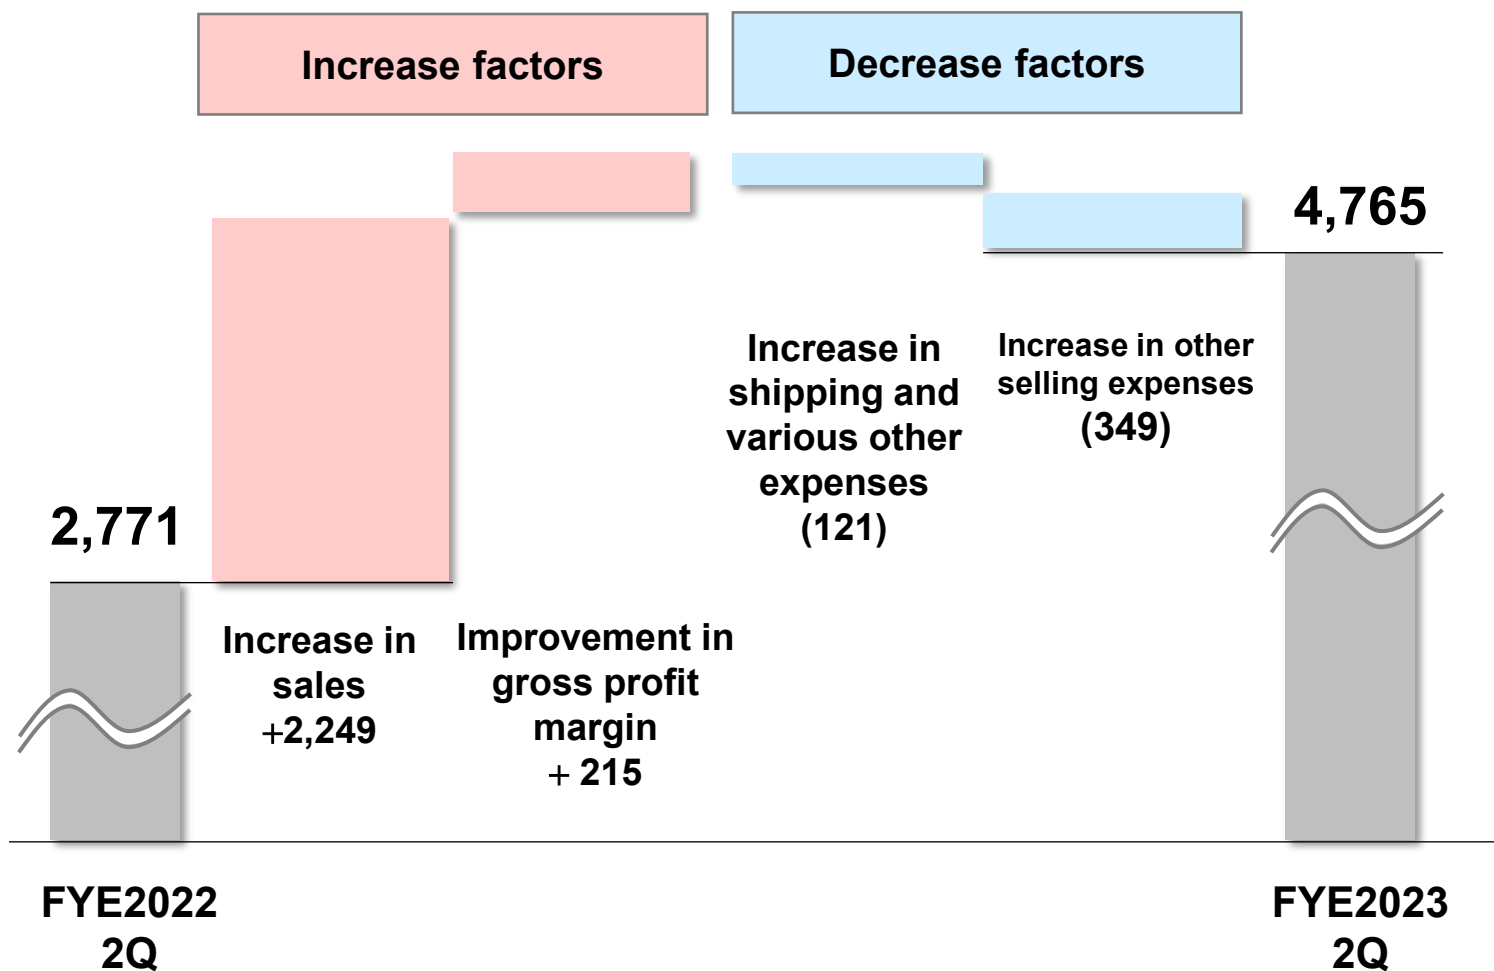 Increase factors
Decrease factors
4,765
Increase in
shipping and
various other
expenses
(121)
Increase in other
selling expenses
(349)
2,771
Increase in
sales
+2,249
Improvement in
gross profit
margin
+ 215
FYE2022
2Q
FYE2023
2Q